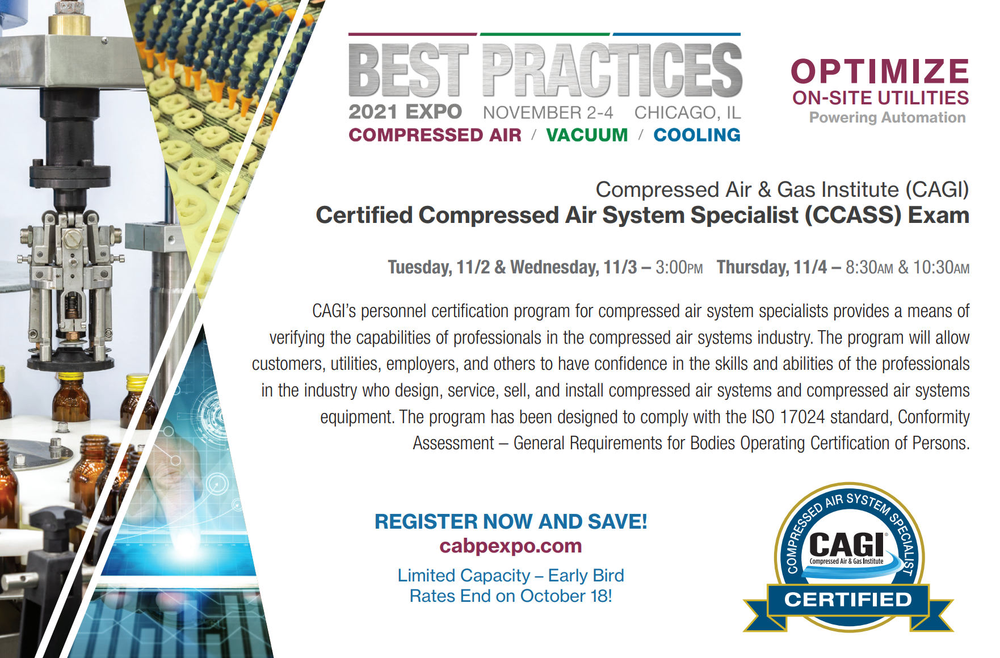 BEST PRACTICES
2021 EXPO NOVEMBER 2-4 CHICAGO, IL
COMPRESSED AIR / VACUUM / COOLING
OPTIMIZE
ON-SITE UTILITIES
Powering Automation
Compressed Air & Gas Institute (CAGI)
Certified Compressed Air System Specialist (CCASS) Exam
Tuesday, 11/2 & Wednesday, 11/3 – 3:00PM Thursday, 11/4 – 8:30AM & 10:30AM
CAGI’s personnel certification program for compressed air system specialists provides a means of
verifying the capabilities of professionals in the compressed air systems industry. The program will allow
customers, utilities, employers, and others to have confidence in the skills and abilities of the professionals
in the industry who design, service, sell, and install compressed air systems and compressed air systems
equipment. The program has been designed to comply with the ISO 17024 standard, Conformity
Assessment – General Requirements for Bodies Operating Certification of Persons.
REGISTER NOW AND SAVE!
cabpexpo.com
Limited Capacity – Early Bird
Rates End on October 18!
COMPRESSED AIR SYSTEM SPECIALIST
CAGI®
Compressed Air & Gas Institute
CERTIFIED